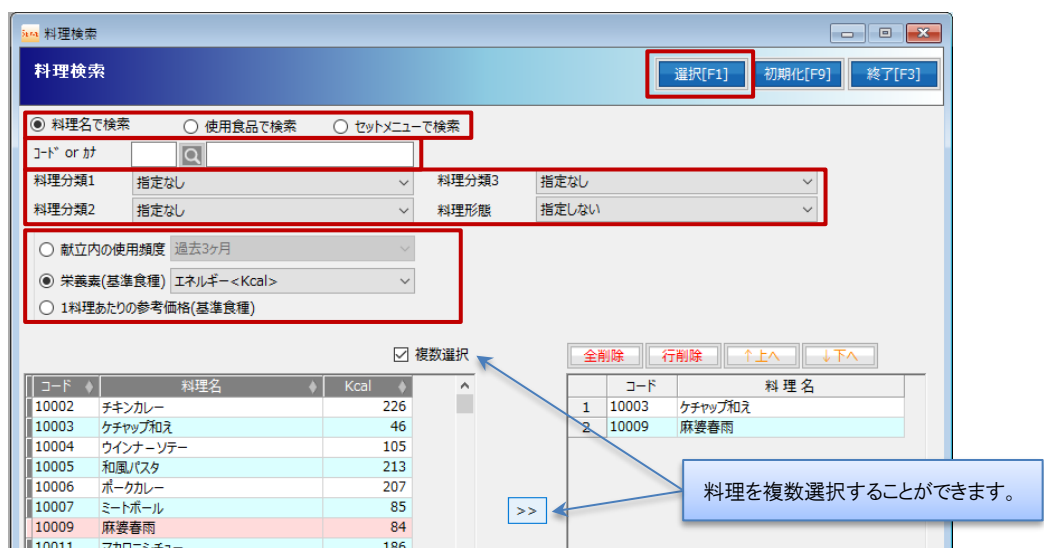 料理検索
料理検索
選択[F1] 初期化[F9] 終了[F3]
料理名で検索 使用食品で検索 セットメニューで検索
コード or カナ
料理分類1 指定なし 料理分類3 指定なし
料理分類2 指定なし 料理形態 指定しない
献立内の使用頻度 過去3ヶ月
栄養素(基準食種) エネルギー<Kcal>
1料理あたりの参考価格(基準食種)
複数選択 全削除 行削除 ↑上へ ↓下へ
コード 料理名 Kcal
10002 チキンカレー 226
10003 ケチャップ和え 46
10004 ウインナーソテー 105
10005 和風パスタ 213
10006 ポークカレー 207
10007 ミートボール 85
10009 麻婆春雨 84
10011 マカロニシチュー 186
>>
コード 料 理 名
1 10003 ケチャップ和え
2 10009 麻婆春雨
料理を複数選択することができます。